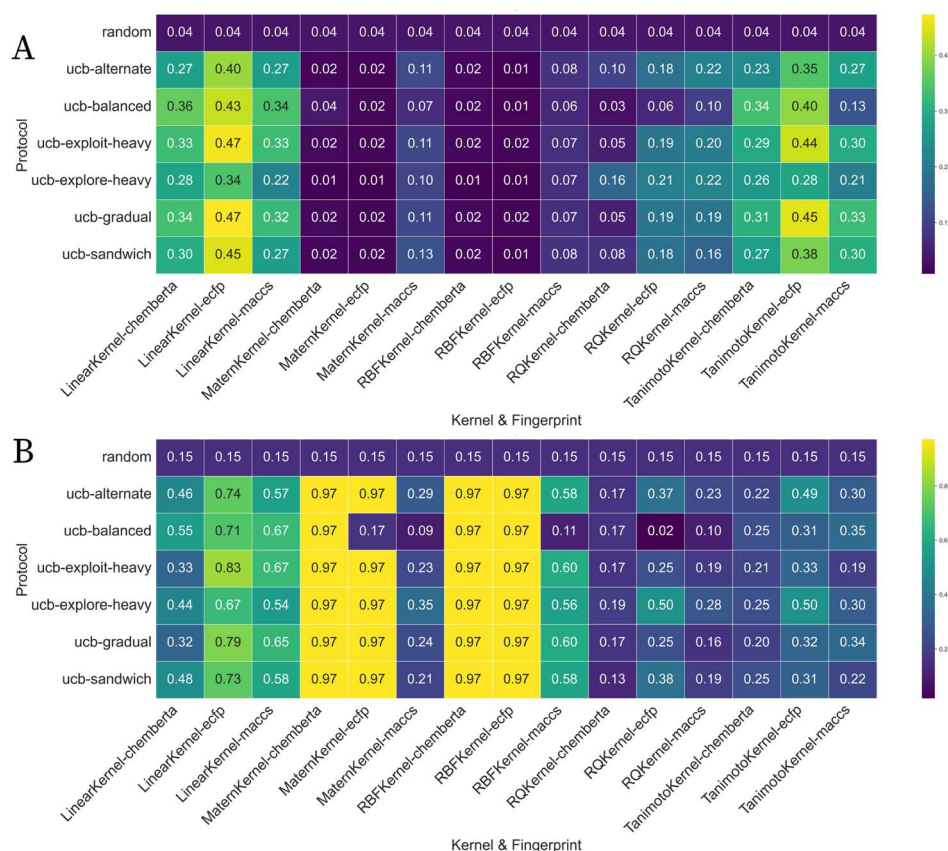 A
random 0.04 0.04 0.04 0.04 0.04 0.04 0.04 0.04 0.04 0.04 0.04 0.04 0.04 0.04 0.04
ucb-alternate 0.27 0.40 0.27 0.02 0.02 0.11 0.02 0.01 0.08 0.10 0.18 0.22 0.23 0.35 0.27
ucb-balanced 0.36 0.43 0.34 0.04 0.02 0.07 0.02 0.01 0.06 0.03 0.06 0.10 0.34 0.40 0.13
ucb-exploit-heavy 0.33 0.47 0.33 0.02 0.02 0.11 0.02 0.02 0.07 0.05 0.19 0.20 0.29 0.44 0.30
ucb-explore-heavy 0.28 0.34 0.22 0.01 0.01 0.10 0.01 0.01 0.07 0.16 0.21 0.22 0.26 0.28 0.21
ucb-gradual 0.34 0.47 0.32 0.02 0.02 0.11 0.02 0.02 0.07 0.05 0.19 0.19 0.31 0.45 0.33
ucb-sandwich 0.30 0.45 0.27 0.02 0.02 0.13 0.02 0.01 0.08 0.08 0.18 0.16 0.27 0.38 0.30
Protocol
LinearKernel-chemberta
LinearKernel-ecfp
LinearKernel-maccs
MaternKernel-chemberta
MaternKernel-ecfp
MaternKernel-maccs
RBFKernel-chemberta
RBFKernel-ecfp
RBFKernel-maccs
RQKernel-chemberta
RQKernel-ecfp
RQKernel-maccs
TanimotoKernel-chemberta
TanimotoKernel-ecfp
TanimotoKernel-maccs
Kernel & Fingerprint
0.4
0.3
0.2
0.1
B
random 0.15 0.15 0.15 0.15 0.15 0.15 0.15 0.15 0.15 0.15 0.15 0.15 0.15 0.15 0.15
ucb-alternate 0.46 0.74 0.57 0.97 0.97 0.29 0.97 0.97 0.58 0.17 0.37 0.23 0.22 0.49 0.30
ucb-balanced 0.55 0.71 0.67 0.97 0.17 0.09 0.97 0.97 0.11 0.17 0.02 0.10 0.25 0.31 0.35
ucb-exploit-heavy 0.33 0.83 0.67 0.97 0.97 0.23 0.97 0.97 0.60 0.17 0.25 0.19 0.21 0.33 0.19
ucb-explore-heavy 0.44 0.67 0.54 0.97 0.97 0.35 0.97 0.97 0.56 0.19 0.50 0.28 0.25 0.50 0.30
ucb-gradual 0.32 0.79 0.65 0.97 0.97 0.24 0.97 0.97 0.60 0.17 0.25 0.16 0.20 0.32 0.34
ucb-sandwich 0.48 0.73 0.58 0.97 0.97 0.21 0.97 0.97 0.58 0.13 0.38 0.19 0.25 0.31 0.22
Protocol
LinearKernel-chemberta
LinearKernel-ecfp
LinearKernel-maccs
MaternKernel-chemberta
MaternKernel-ecfp
MaternKernel-maccs
RBFKernel-chemberta
RBFKernel-ecfp
RBFKernel-maccs
RQKernel-chemberta
RQKernel-ecfp
RQKernel-maccs
TanimotoKernel-chemberta
TanimotoKernel-ecfp
TanimotoKernel-maccs
Kernel & Fingerprint
0.8
0.6
0.4
0.2